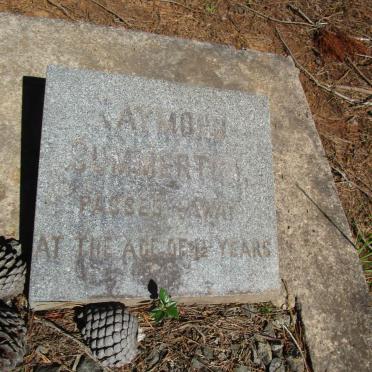 RAYMOND
PASSED AWAY
AT THE AGE OF YEARS